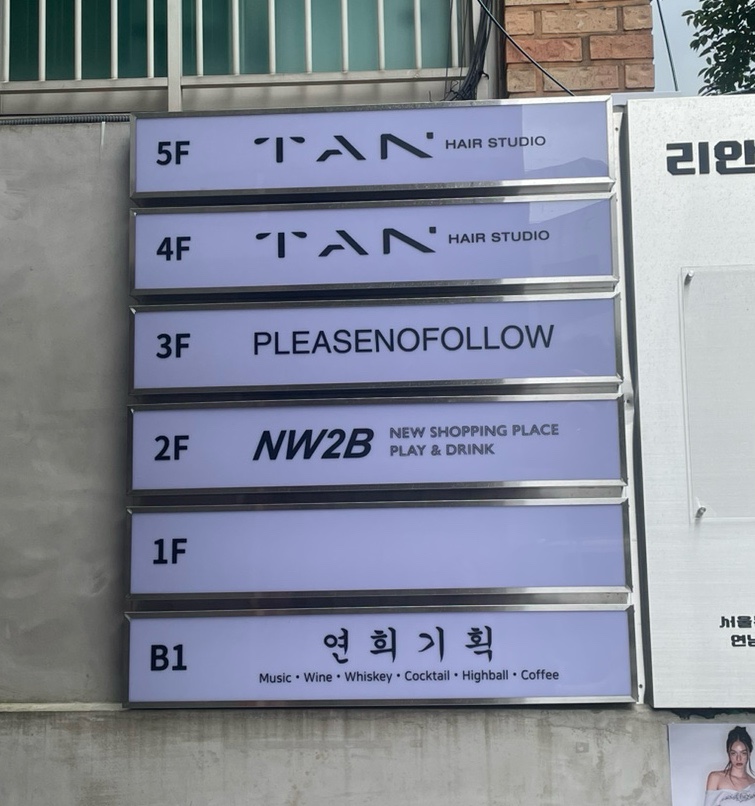 5F TAN HAIR STUDIO
4F TAN HAIR STUDIO
3F PLEASENOFOLLOW
2F NW2B NEW SHOPPING PLACE
PLAY & DRINK
1F
B1 연희기획
Music • Wine • Whiskey • Cocktail • Highball • Coffee